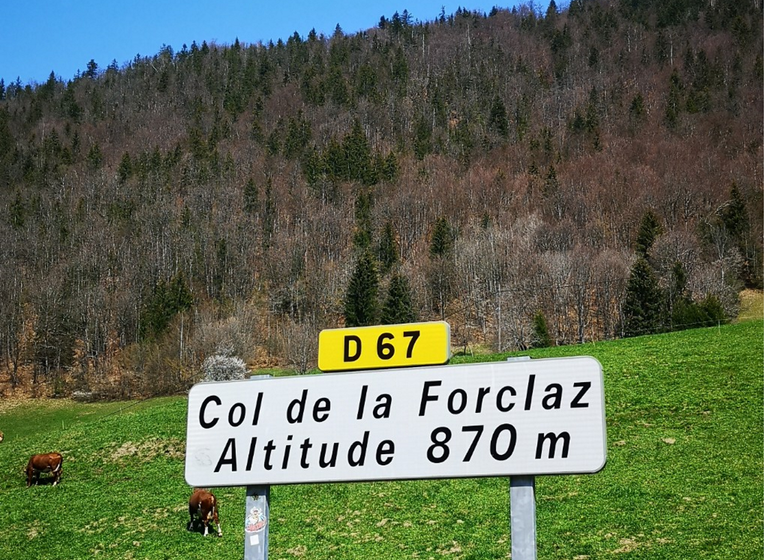 D 67
Col de la Forclaz
Altitude 870 m